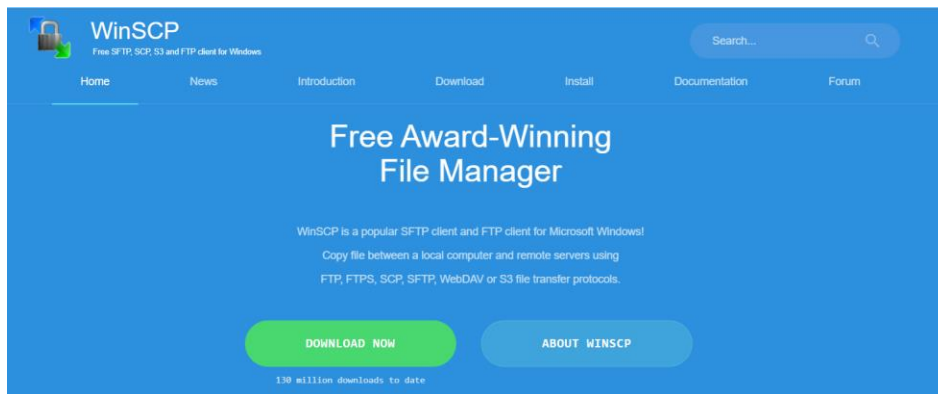 WinSCP
Free SFTP, SCP, S3 and FTP client for Windows
Search...
Home News Introduction Download Install Documentation Forum
Free Award-Winning
File Manager
WinSCP is a popular SFTP client and FTP client for Microsoft Windows!
Copy file between a local computer and remote servers using
FTP, FTPS, SCP, SFTP, WebDAV or S3 file transfer protocols.
DOWNLOAD NOW ABOUT WINSCP
130 million downloads to date